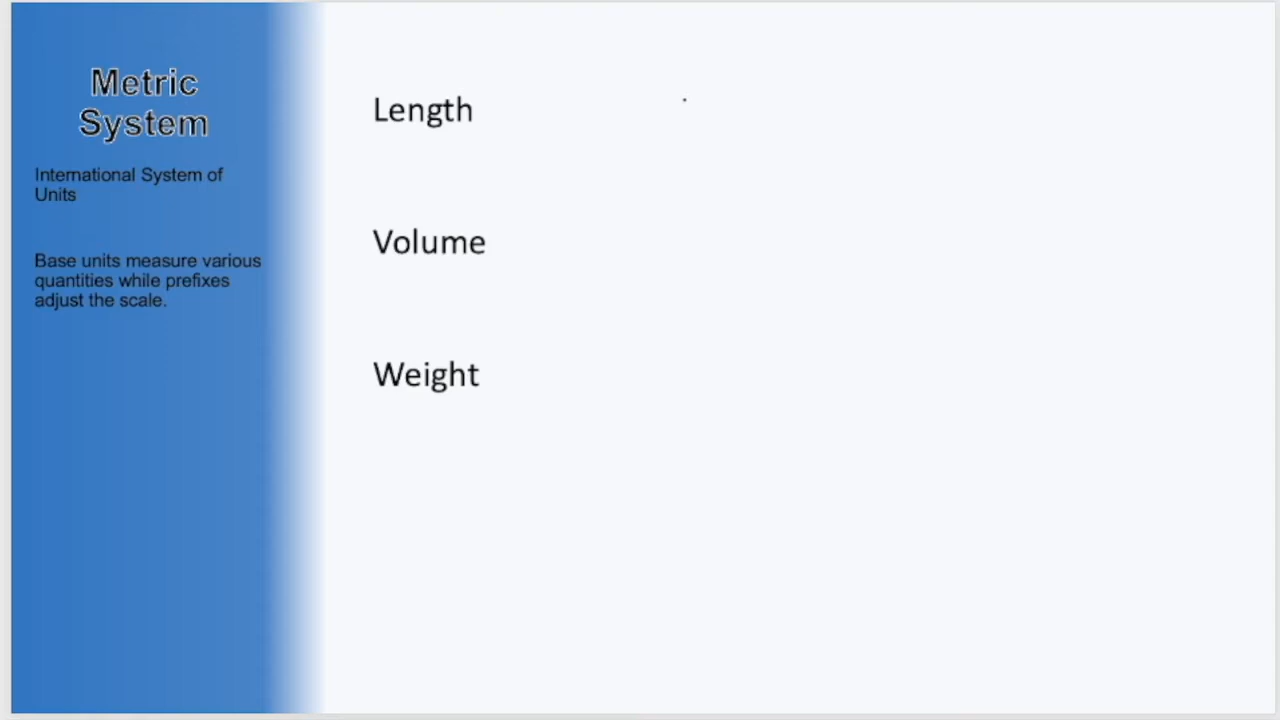 Metric
System
International System of
Units
Base units measure various
quantities while prefixes
adjust the scale.
Length
Volume
Weight